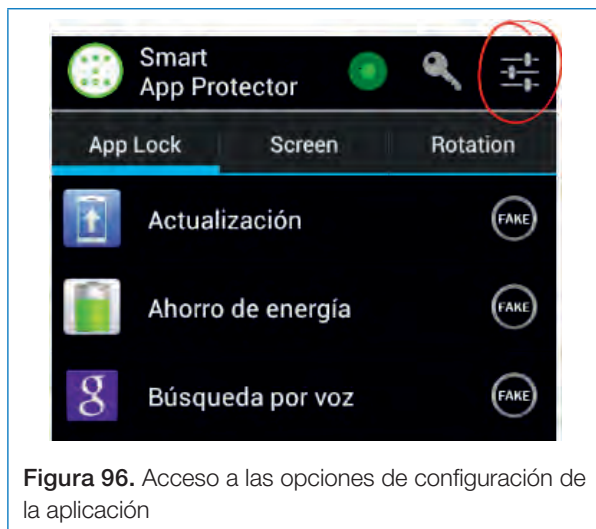 Smart
App Protector
App Lock Screen Rotation
Actualización
FAKE
Ahorro de energía
FAKE
g
Búsqueda por voz
FAKE
Figura 96. Acceso a las opciones de configuración de
la aplicación